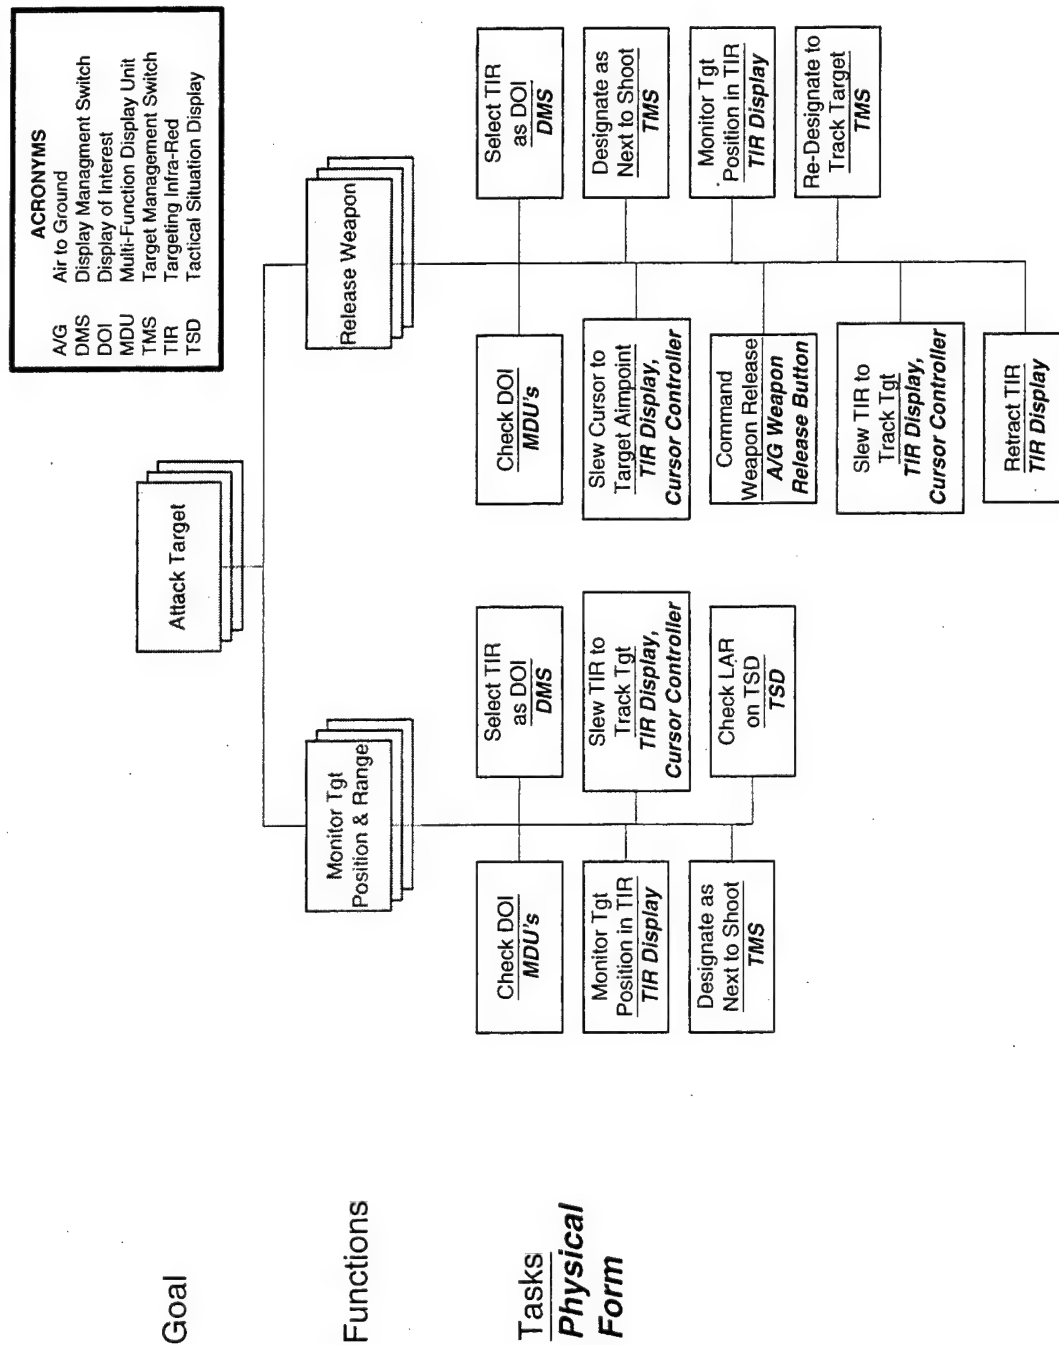 ACRONYMS
A/G Air to Ground
DMS Display Managment Switch
DOI Display of Interest
MDU Multi-Function Display Unit
TMS Target Management Switch
TIR Targeting Infra-Red
TSD Tactical Situation Display
Goal
Attack Target
Functions
Monitor Tgt
Position & Range
Release Weapon
Tasks
Physical
Form
Check DOI
MDU's
Select TIR
as DOI
DMS
Monitor Tgt
Position in TIR
TIR Display
Slew TIR to
Track Tgt
TIR Display,
Cursor Controller
Designate as
Next to Shoot
TMS
Check LAR
on TSD
TSD
Check DOI
MDU's
Select TIR
as DOI
DMS
Slew Cursor to
Target Aimpoint
TIR Display,
Cursor Controller
Designate as
Next to Shoot
TMS
Command
Weapon Release
A/G Weapon
Release Button
Monitor Tgt
Position in TIR
TIR Display
Slew TIR to
Track Tgt
TIR Display,
Cursor Controller
Re-Designate to
Track Target
TMS
Retract TIR
TIR Display